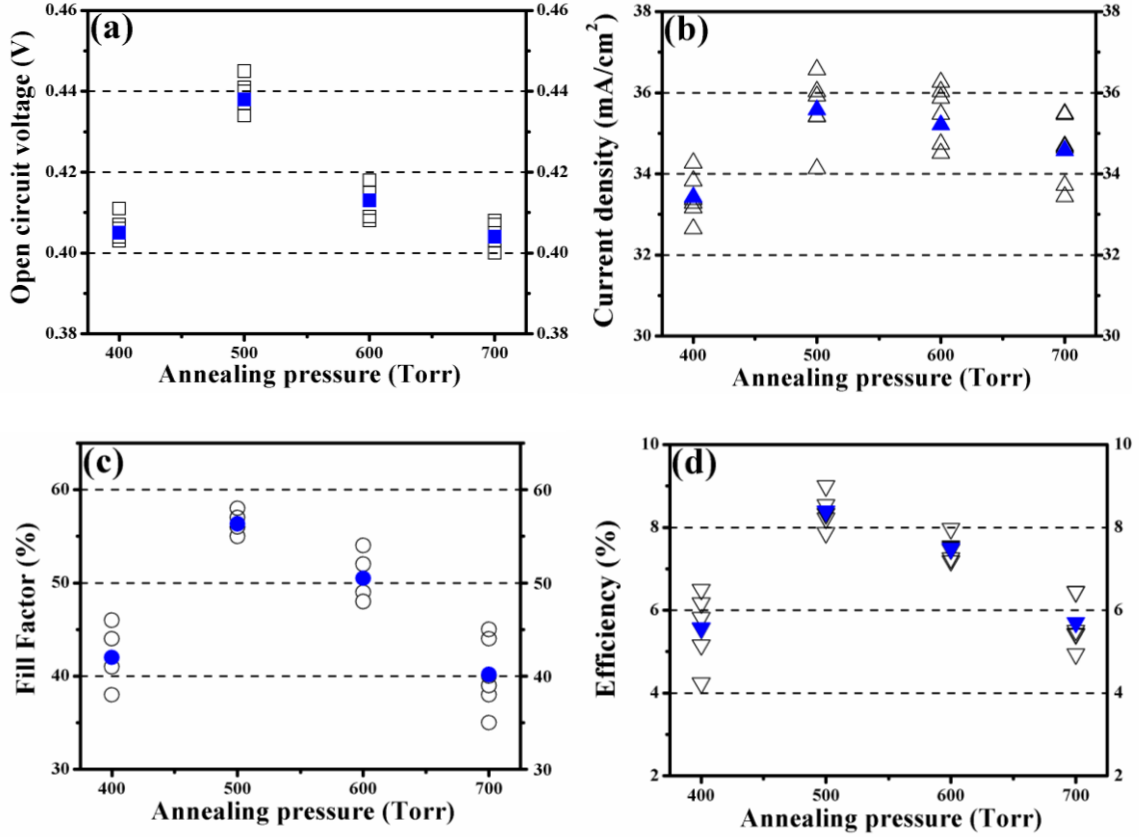 (a)
Open circuit voltage (V)
0.46
0.44
0.42
0.40
0.38
0.46
0.44
0.42
0.40
0.38
400 500 600 700
Annealing pressure (Torr)
(b)
Current density (mA/cm²)
38
36
34
32
30
38
36
34
32
30
400 500 600 700
Annealing pressure (Torr)
(c)
Fill Factor (%)
60
50
40
30
60
50
40
30
400 500 600 700
Annealing pressure (Torr)
(d)
Efficiency (%)
10
8
6
4
2
10
8
6
4
2
400 500 600 700
Annealing pressure (Torr)